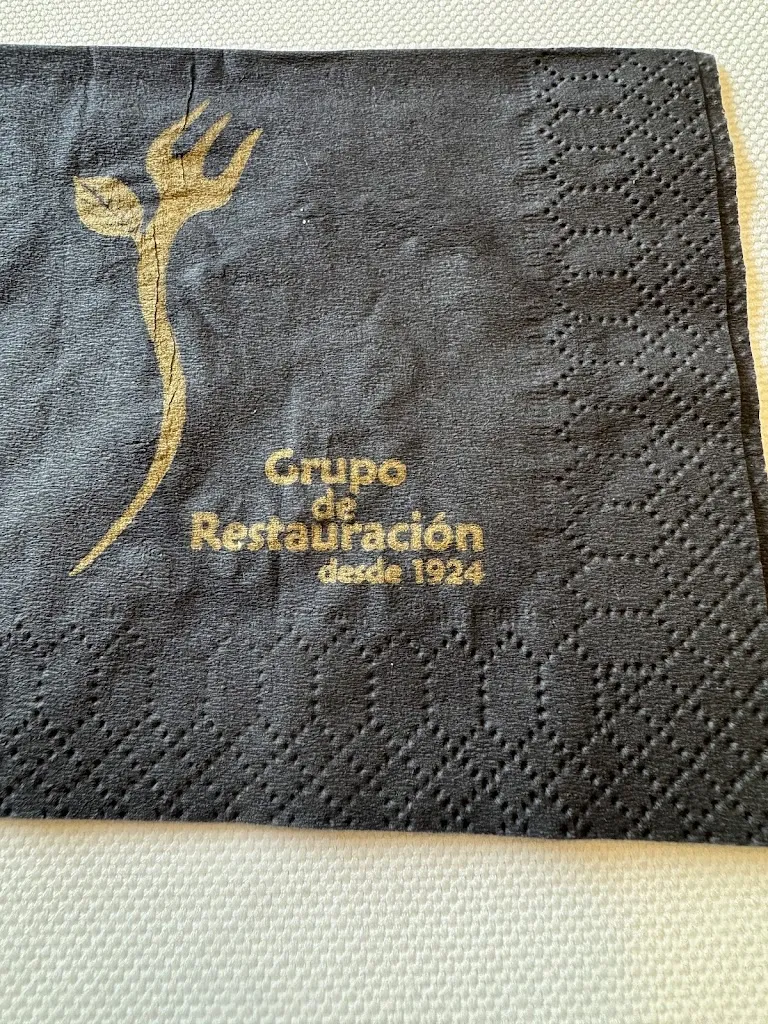 Grupo
de
Restauración
desde 1924